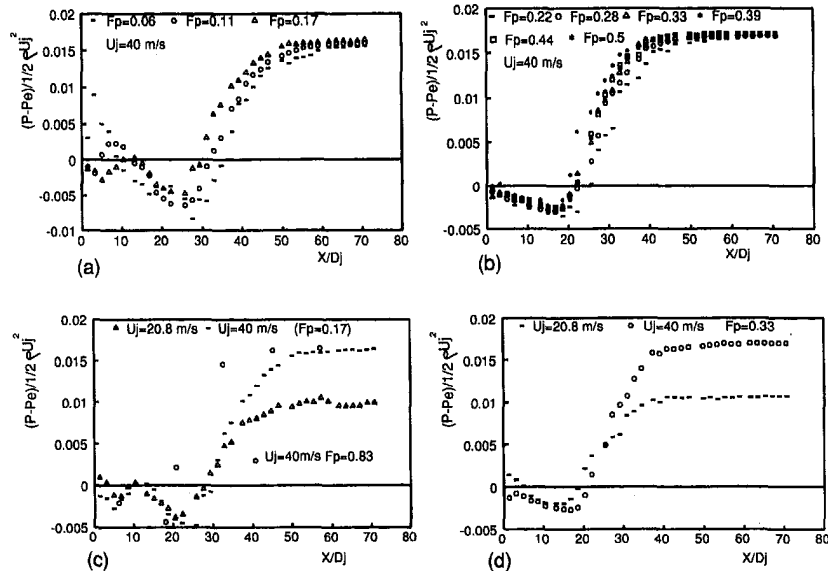 - Fp=0.06 o Fp=0.11 △ Fp=0.17
Uj=40 m/s
(P-Pe)/1/2 ϱUj²
0.02
0.015
0.01
0.005
0
-0.005
-0.01
0 10 20 30 40 50 60 70 80
X/Dj
(a)
- Fp=0.22 o Fp=0.28 △ Fp=0.33 * Fp=0.39
□ Fp=0.44 * Fp=0.5
Uj=40 m/s
(P-Pe)/1/2 ϱUj²
0.02
0.015
0.01
0.005
0
-0.005
0 10 20 30 40 50 60 70 80
X/Dj
(b)
▲ Uj=20.8 m/s - Uj=40 m/s (Fp=0.17)
o Uj=40m/s Fp=0.83
(P-Pe)/1/2 ϱUj²
0.02
0.015
0.01
0.005
0
-0.005
0 10 20 30 40 50 60 70 80
X/Dj
(c)
- Uj=20.8 m/s o Uj=40 m/s Fp=0.33
(P-Pe)/1/2 ϱUj²
0.02
0.015
0.01
0.005
0
-0.005
0 10 20 30 40 50 60 70 80
X/Dj
(d)